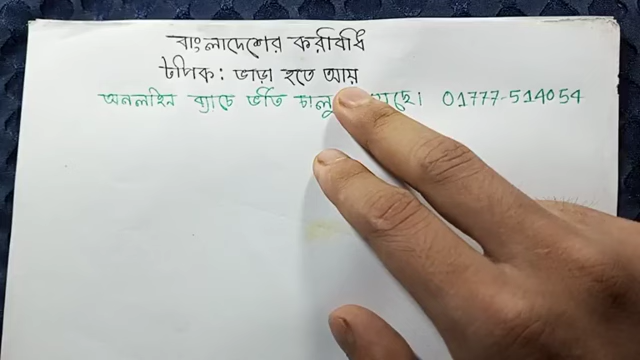 বাংলাদেশের করবিধি
টপিক: ভাড়া হতে আয়
অনলাইন ব্যাচে ভর্তি চালু ছে। 01777-514054